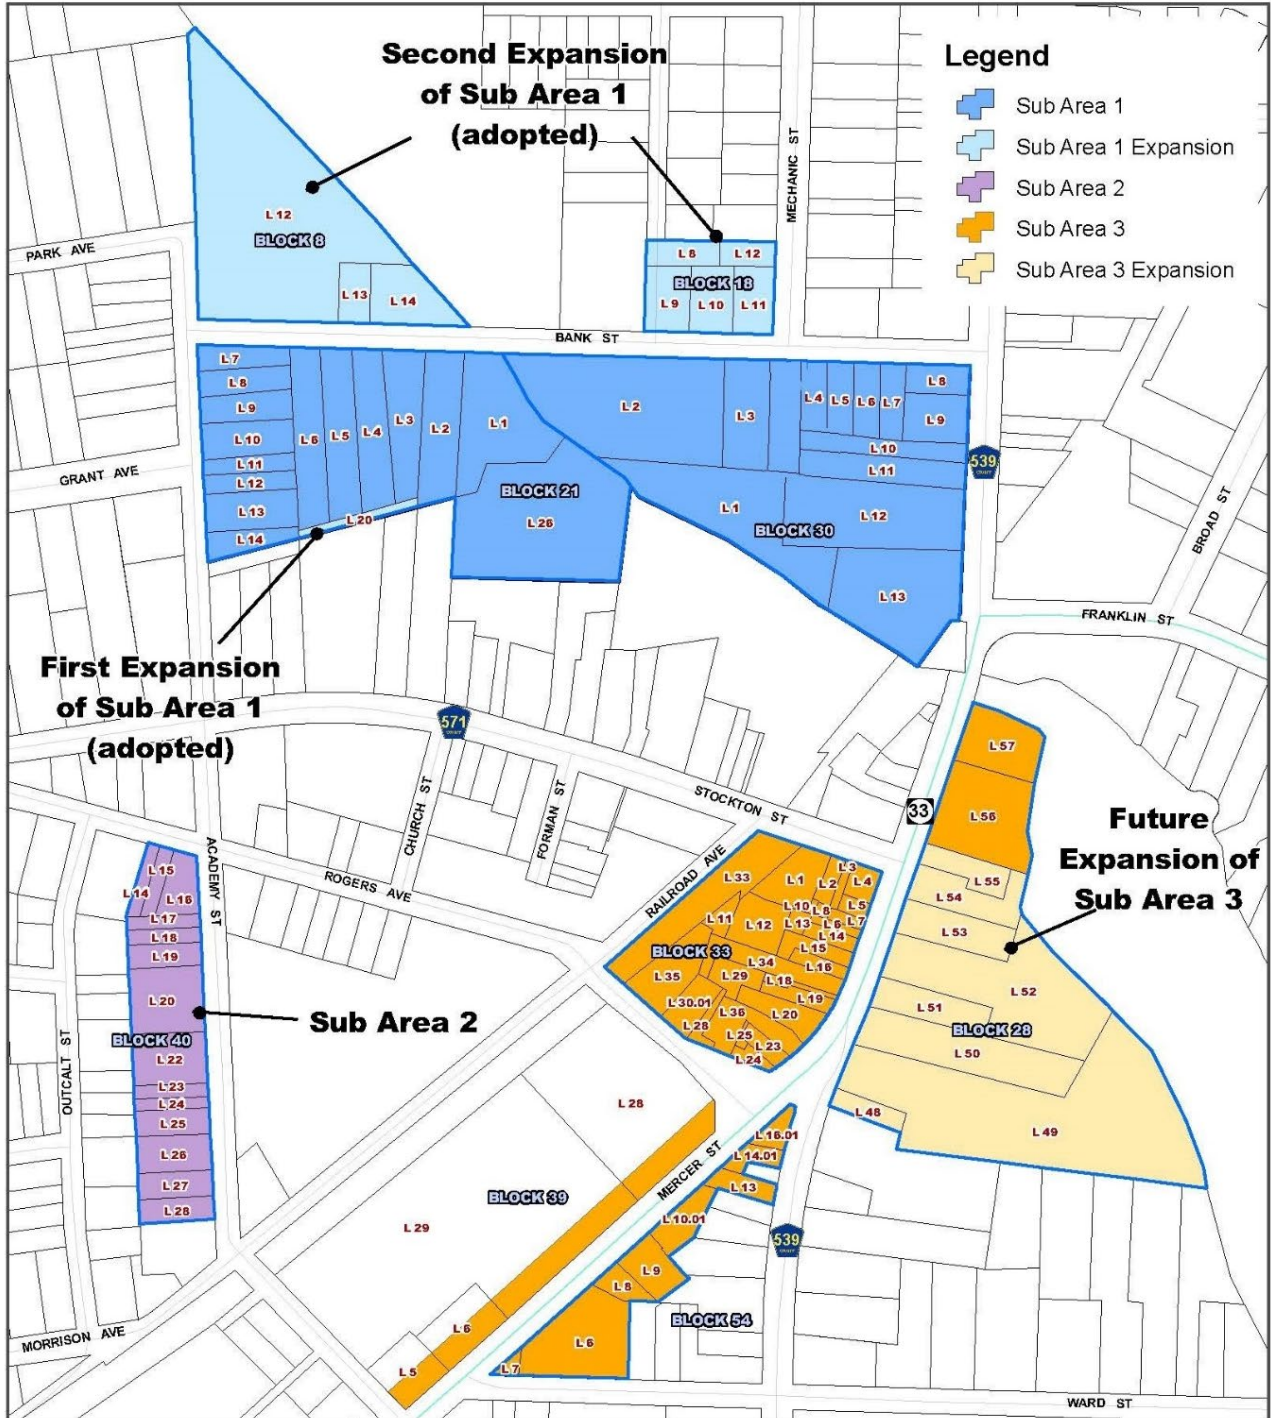 Second Expansion
of Sub Area 1
(adopted)
Legend
Sub Area 1
Sub Area 1 Expansion
Sub Area 2
Sub Area 3
Sub Area 3 Expansion
MECHANIC ST
L 12
BLOCK 8
L 13
L 14
L 8
L 12
BLOCK 18
L 9
L 10
L 11
PARK AVE
BANK ST
L 7
L 8
L 9
L 10
L 11
L 12
L 13
L 14
L 6
L 5
L 4
L 3
L 2
L 1
L 20
BLOCK 21
L 26
L 2
L 3
L 4
L 5
L 6
L 7
L 8
L 9
L 10
L 11
L 1
L 12
BLOCK 30
L 13
539
GRANT AVE
BROAD ST
FRANKLIN ST
First Expansion
of Sub Area 1
(adopted)
571
CHURCH ST
FORMAN ST
STOCKTON ST
33
L 57
L 56
Future
Expansion of
Sub Area 3
ACADEMY ST
ROGERS AVE
RAILROAD AVE
L 15
L 14
L 16
L 17
L 18
L 19
L 20
BLOCK 40
L 22
L 23
L 24
L 25
L 26
L 27
L 28
Sub Area 2
OUTCALT ST
L 33
L 1
L 3
L 2
L 4
L 10
L 8
L 5
L 11
L 12
L 13
L 6
L 7
L 14
BLOCK 33
L 15
L 34
L 16
L 35
L 29
L 18
L 30.01
L 19
L 36
L 20
L 28
L 25
L 23
L 24
L 55
L 54
L 53
L 52
L 51
BLOCK 28
L 50
L 48
L 49
L 28
BLOCK 39
L 29
L 6
L 5
MERCER ST
L 16.01
L 14.01
L 13
L 10.01
L 9
L 8
L 6
L 7
BLOCK 54
539
MORRISON AVE
WARD ST